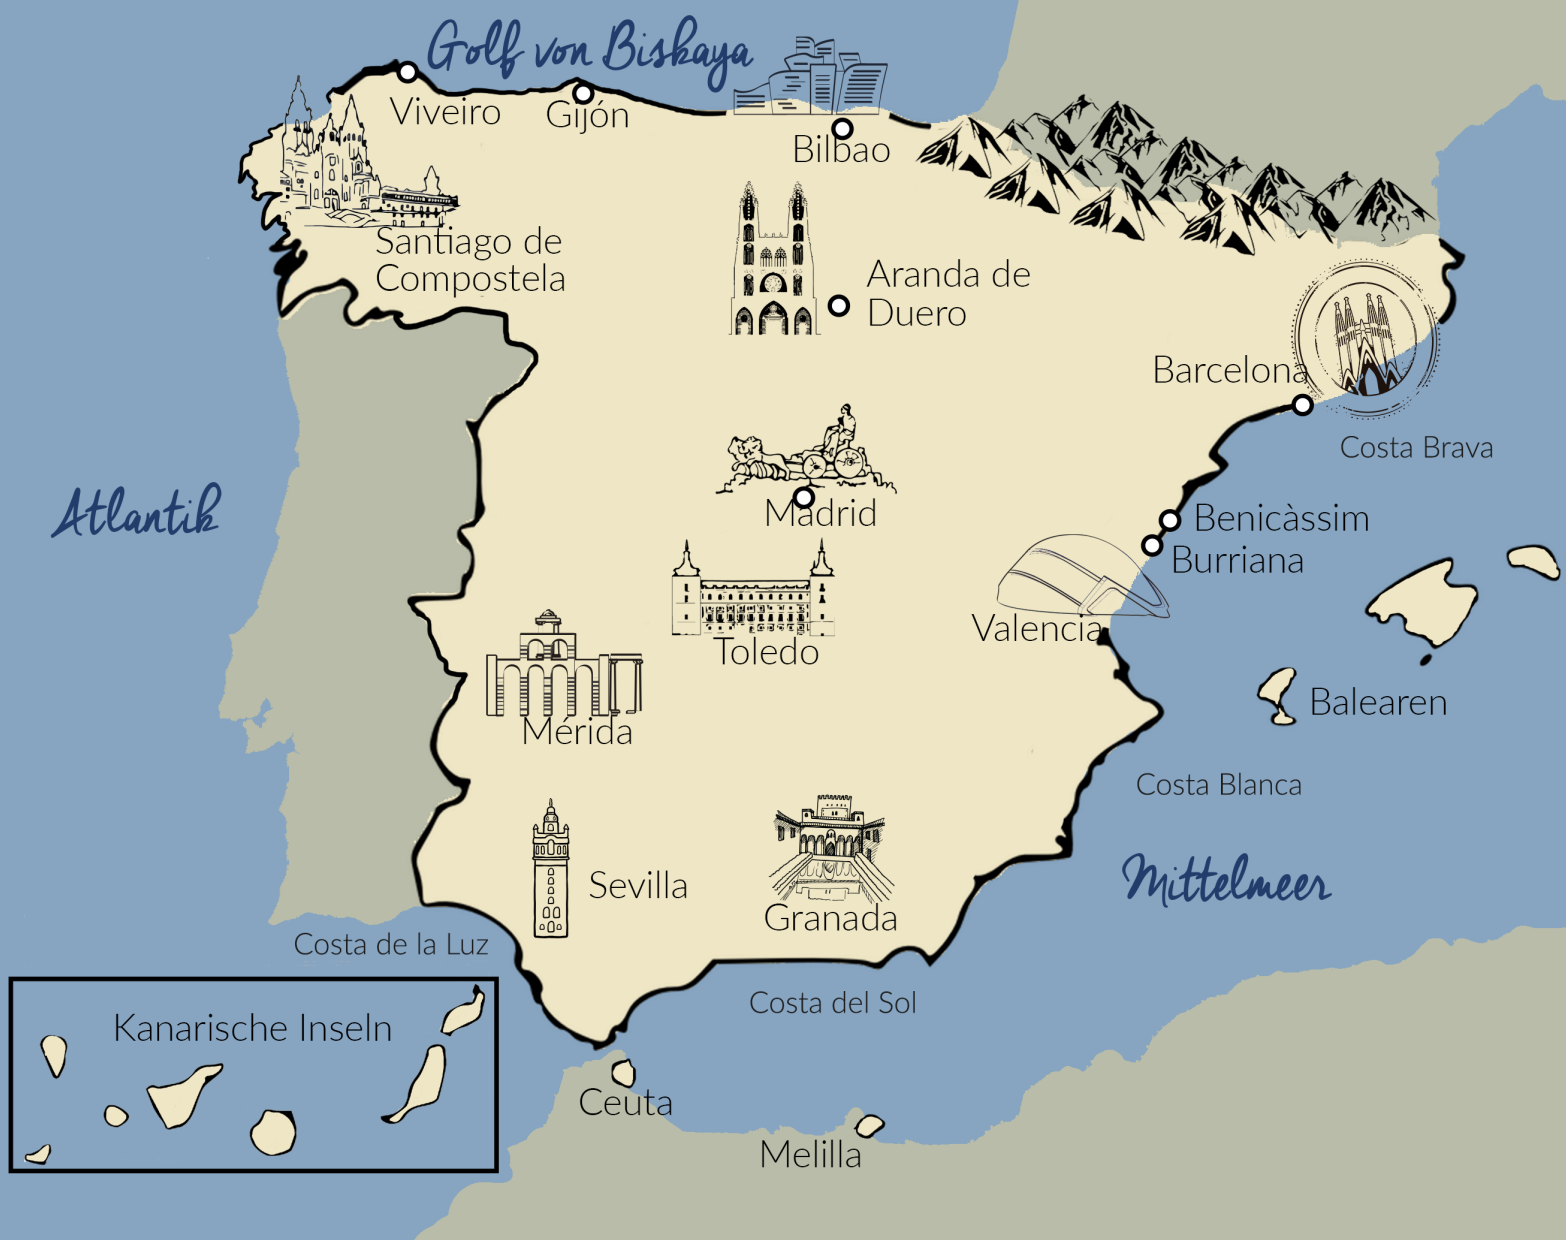 Golf von Biskaya
Viveiro
Gijón
Bilbao
Santiago de
Compostela
Aranda de
Duero
Barcelona
Costa Brava
Atlantik
Madrid
Benicàssim
Burriana
Valencia
Toledo
Mérida
Balearen
Costa Blanca
Mittelmeer
Sevilla
Granada
Costa de la Luz
Costa del Sol
Kanarische Inseln
Ceuta
Melilla